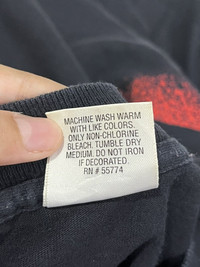 MACHINE WASH WARM
WITH LIKE COLORS.
ONLY NON-CHLORINE
BLEACH. TUMBLE DRY
MEDIUM. DO NOT IRON
IF DECORATED.
RN # 55774